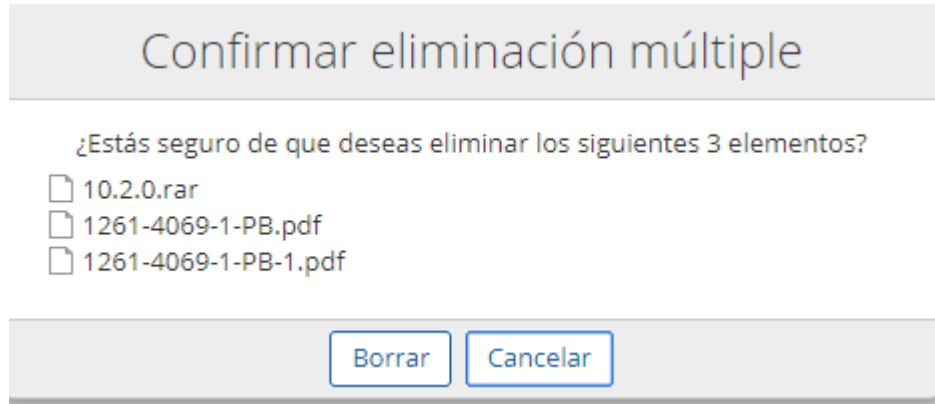 Confirmar eliminación múltiple
¿Estás seguro de que deseas eliminar los siguientes 3 elementos?
10.2.0.rar
1261-4069-1-PB.pdf
1261-4069-1-PB-1.pdf
Borrar Cancelar